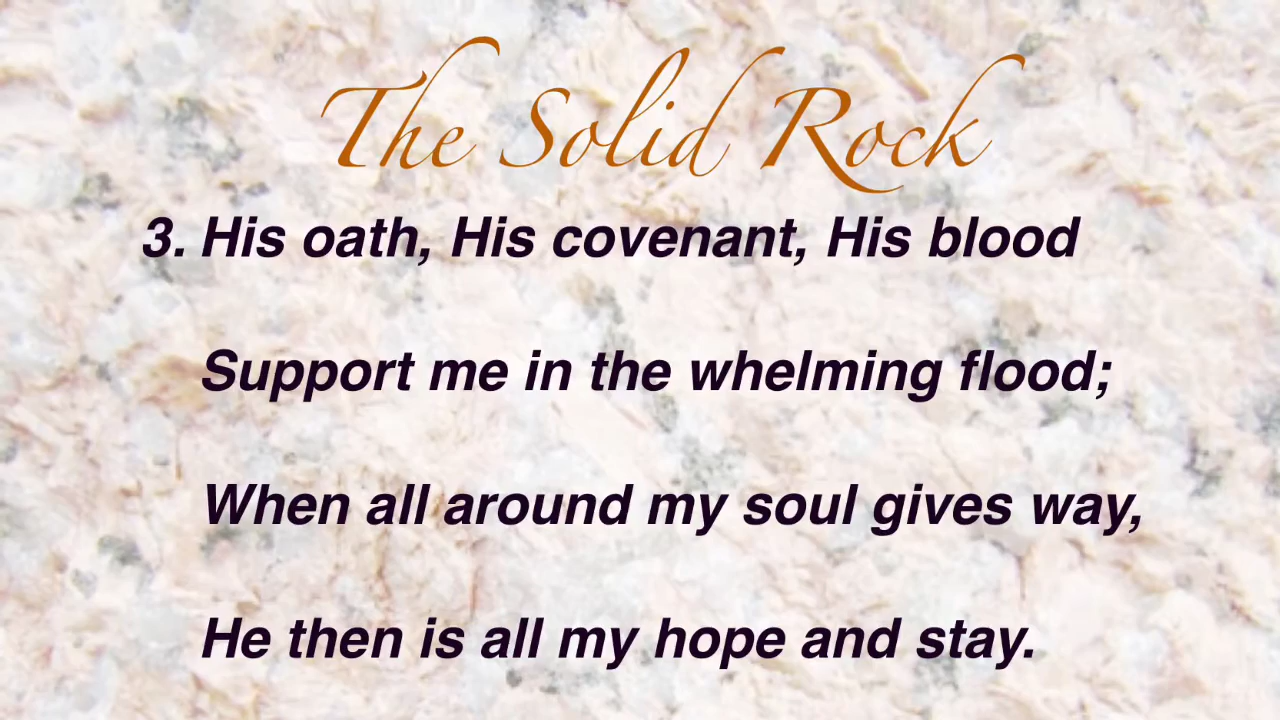 The Solid Rock
3. His oath, His covenant, His blood
Support me in the whelming flood;
When all around my soul gives way,
He then is all my hope and stay.